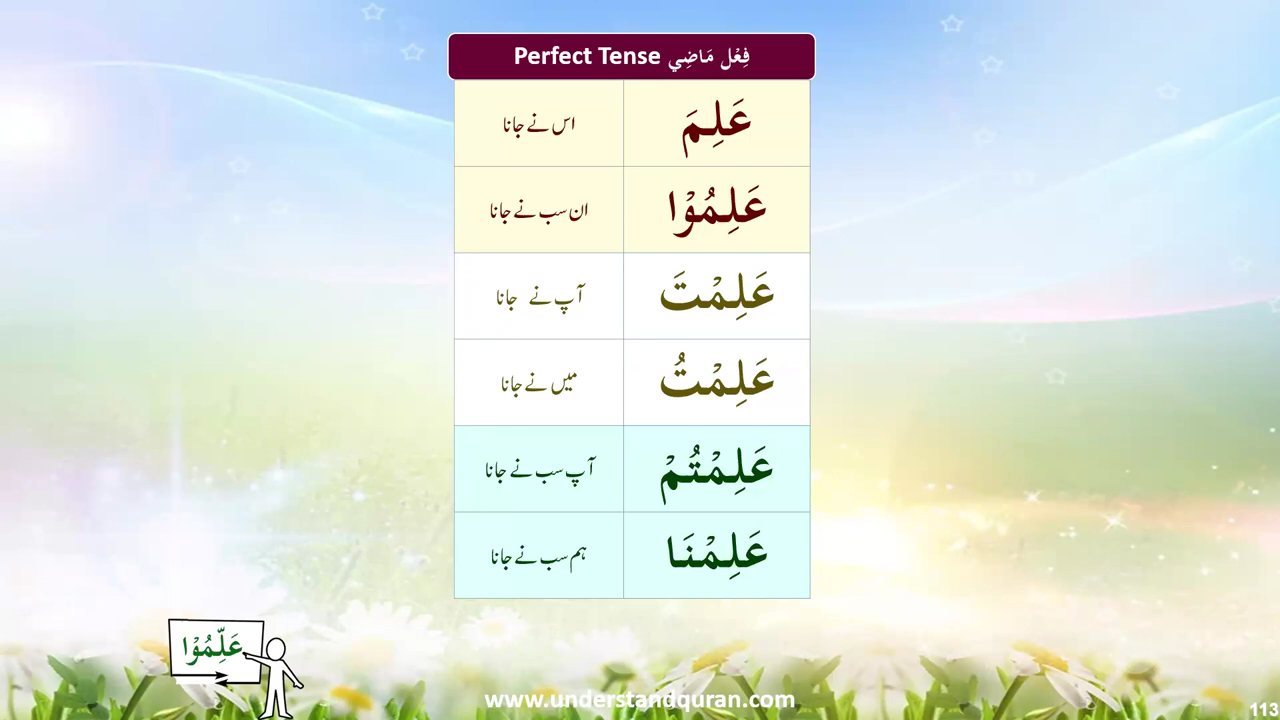 فِعْل مَاضِي Perfect Tense
عَلِمَ اس نے جانا
عَلِمُوْا ان سب نے جانا
عَلِمْتَ آپ نے جانا
عَلِمْتُ میں نے جانا
عَلِمْتُمْ آپ سب نے جانا
عَلِمْنَا ہم سب نے جانا
عَلِّمُوْا
www.understandquran.com
113